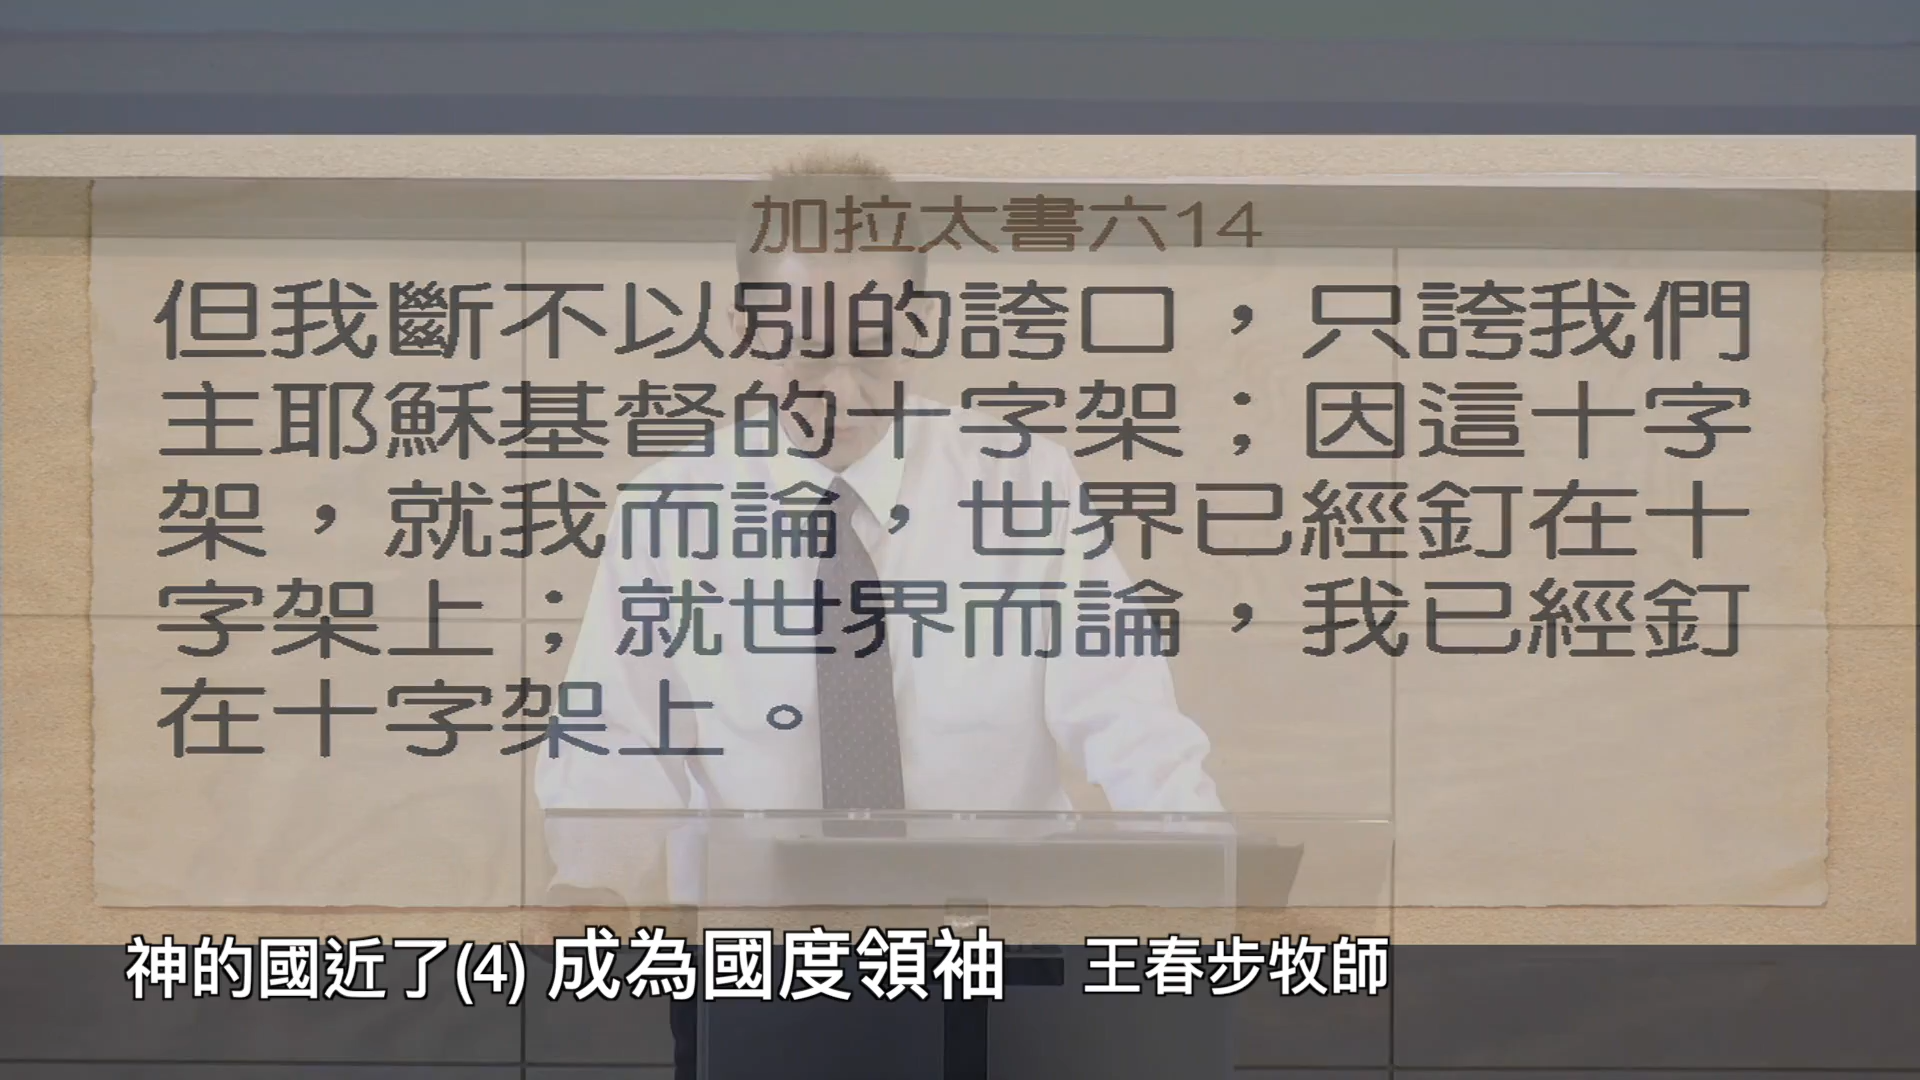 加拉太書六14
但我斷不以別的誇口，只誇我們
主耶穌基督的十字架；因這十字
架，就我而論，世界已經釘在十
字架上；就世界而論，我已經釘
在十字架上。
神的國近了(4) 成為國度領袖 王春步牧師